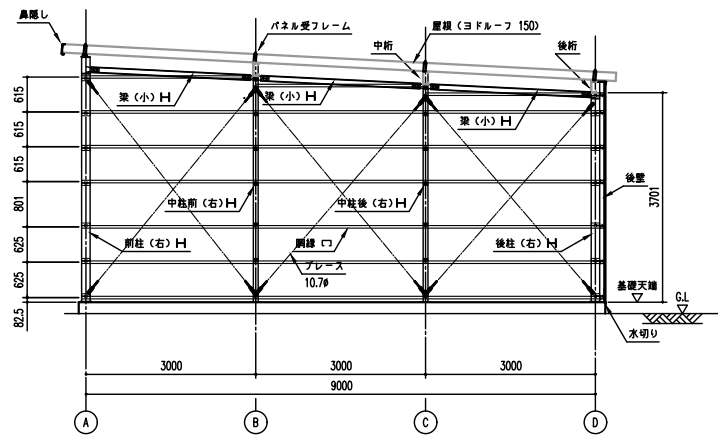 鼻隠し
パネル受フレーム
屋根（ヨドルーフ 150）
中桁
後桁
梁（小）H
梁（小）H
梁（小）H
615
615
615
801
625
625
82.5
中柱前（右）H
中柱後（右）H
後壁
3701
前柱（右）H
胴縁
後柱（右）H
ブレース
10.7φ
基礎天端
G.L
水切り
3000
3000
3000
9000
A
B
C
D